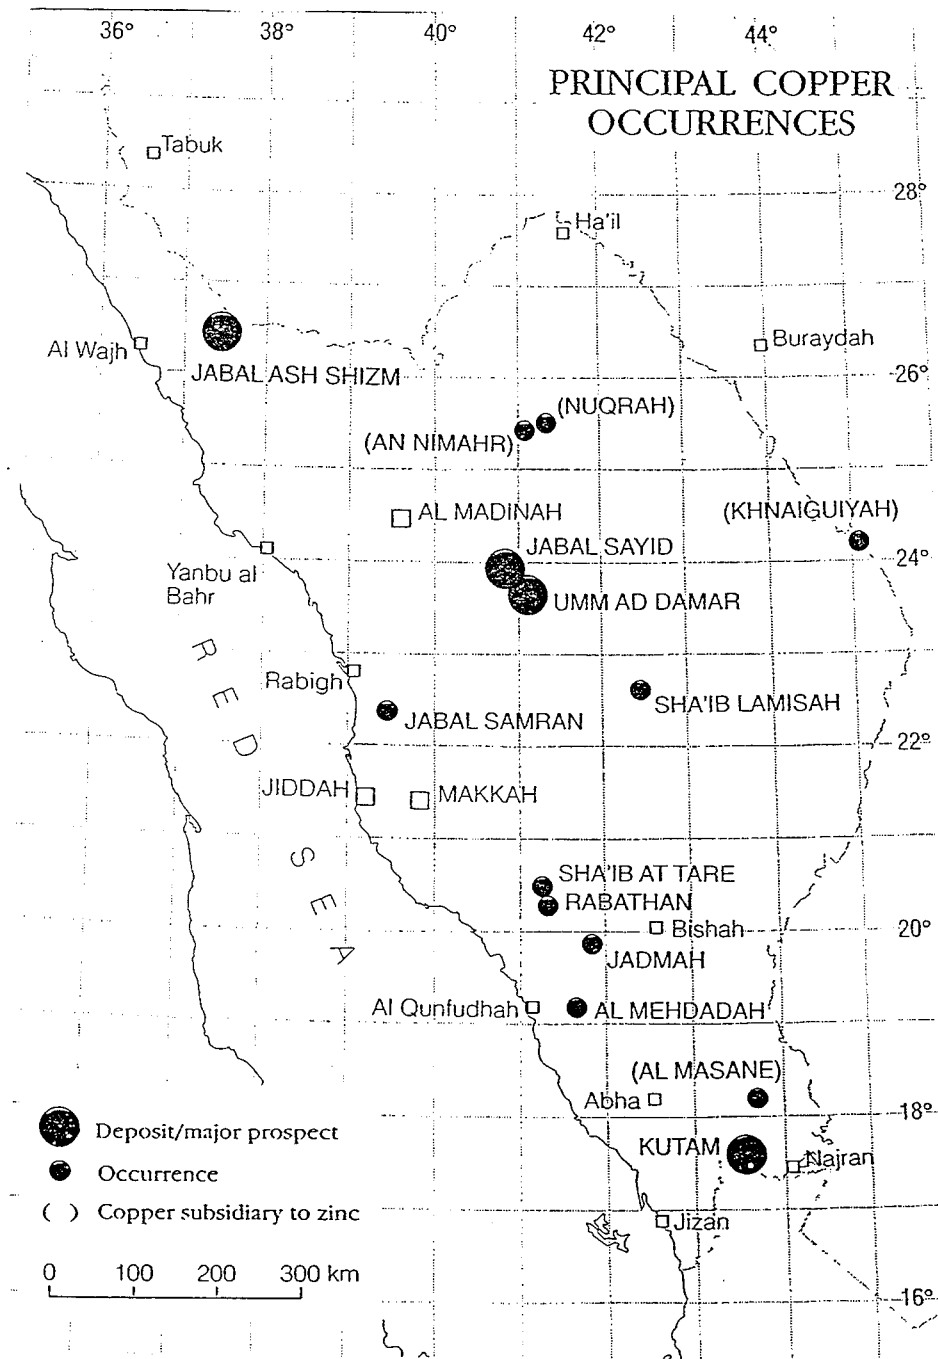 36° 38° 40° 42° 44°
PRINCIPAL COPPER
OCCURRENCES
Tabuk
28°
Ha'il
Al Wajh
Buraydah
JABAL ASH SHIZM
26°
(NUQRAH)
(AN NIMAHR)
(KHNAIGUIYAH)
AL MADINAH
JABAL SAYID
24°
Yanbu al
Bahr
UMM AD DAMAR
RED SEA
Rabigh
SHA'IB LAMISAH
JABAL SAMRAN
22°
JIDDAH
MAKKAH
SHA'IB AT TARE
RABATHAN
Bishah
20°
JADMAH
Al Qunfudhah
AL MEHDADAH
(AL MASANE)
Abha
18°
KUTAM
Najran
Jizan
16°
Deposit/major prospect
Occurrence
( ) Copper subsidiary to zinc
0 100 200 300 km